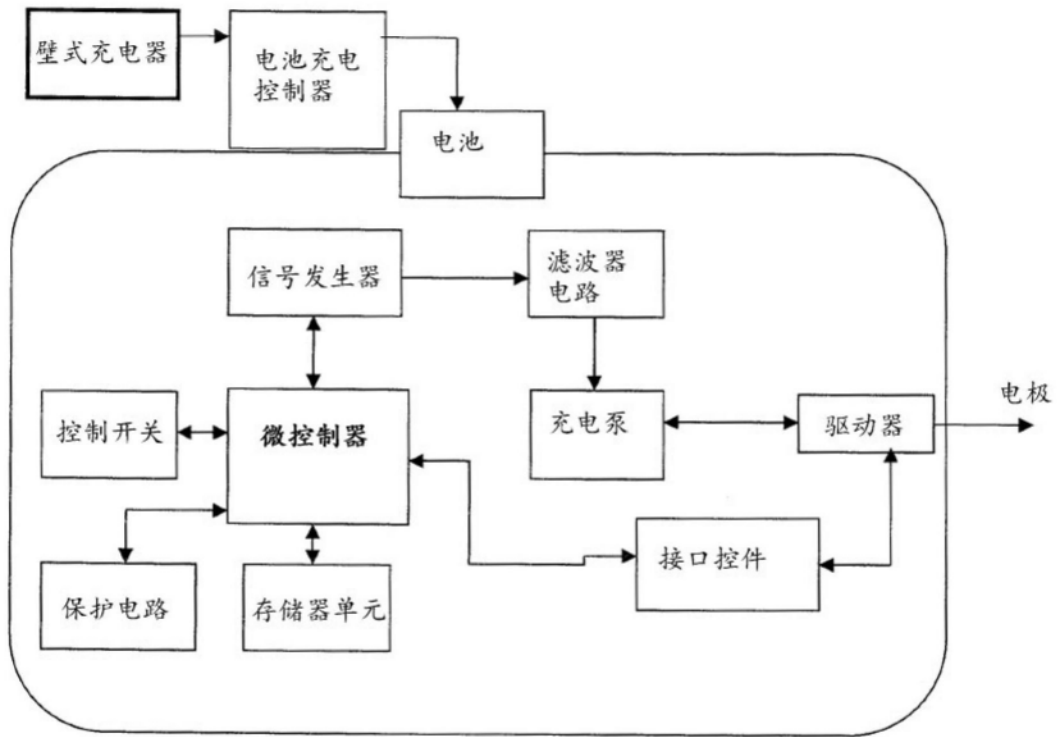 壁式充电器
电池充电
控制器
电池
信号发生器
滤波器
电路
控制开关
微控制器
充电泵
驱动器
电极
保护电路
存储器单元
接口控件